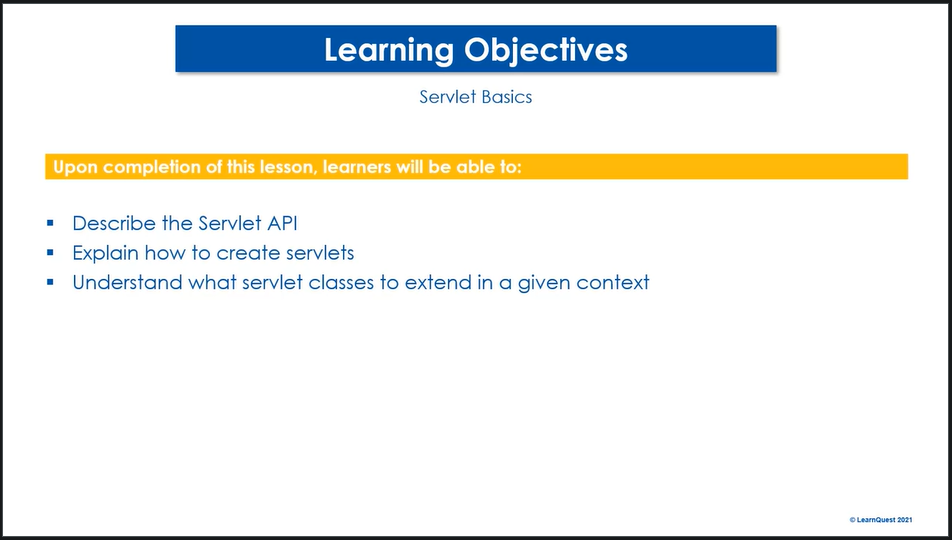 Learning Objectives
Servlet Basics
Upon completion of this lesson, learners will be able to:
▪ Describe the Servlet API
▪ Explain how to create servlets
▪ Understand what servlet classes to extend in a given context
© LearnQuest 2021